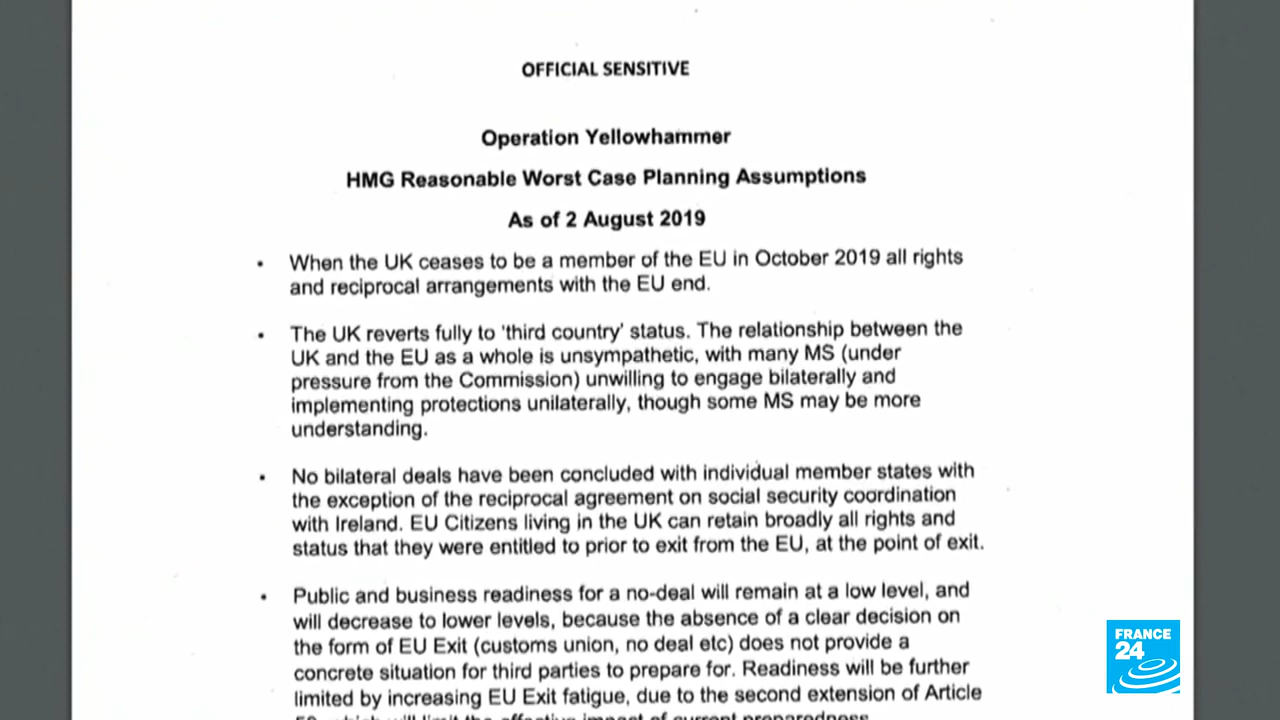 OFFICIAL SENSITIVE
Operation Yellowhammer
HMG Reasonable Worst Case Planning Assumptions
As of 2 August 2019
• When the UK ceases to be a member of the EU in October 2019 all rights
and reciprocal arrangements with the EU end.
• The UK reverts fully to 'third country' status. The relationship between the
UK and the EU as a whole is unsympathetic, with many MS (under
pressure from the Commission) unwilling to engage bilaterally and
implementing protections unilaterally, though some MS may be more
understanding.
• No bilateral deals have been concluded with individual member states with
the exception of the reciprocal agreement on social security coordination
with Ireland. EU Citizens living in the UK can retain broadly all rights and
status that they were entitled to prior to exit from the EU, at the point of exit.
• Public and business readiness for a no-deal will remain at a low level, and
will decrease to lower levels, because the absence of a clear decision on
the form of EU Exit (customs union, no deal etc) does not provide a
concrete situation for third parties to prepare for. Readiness will be further
limited by increasing EU Exit fatigue, due to the second extension of Article
50, which will limit the effective impact of current preparedness
FRANCE
24